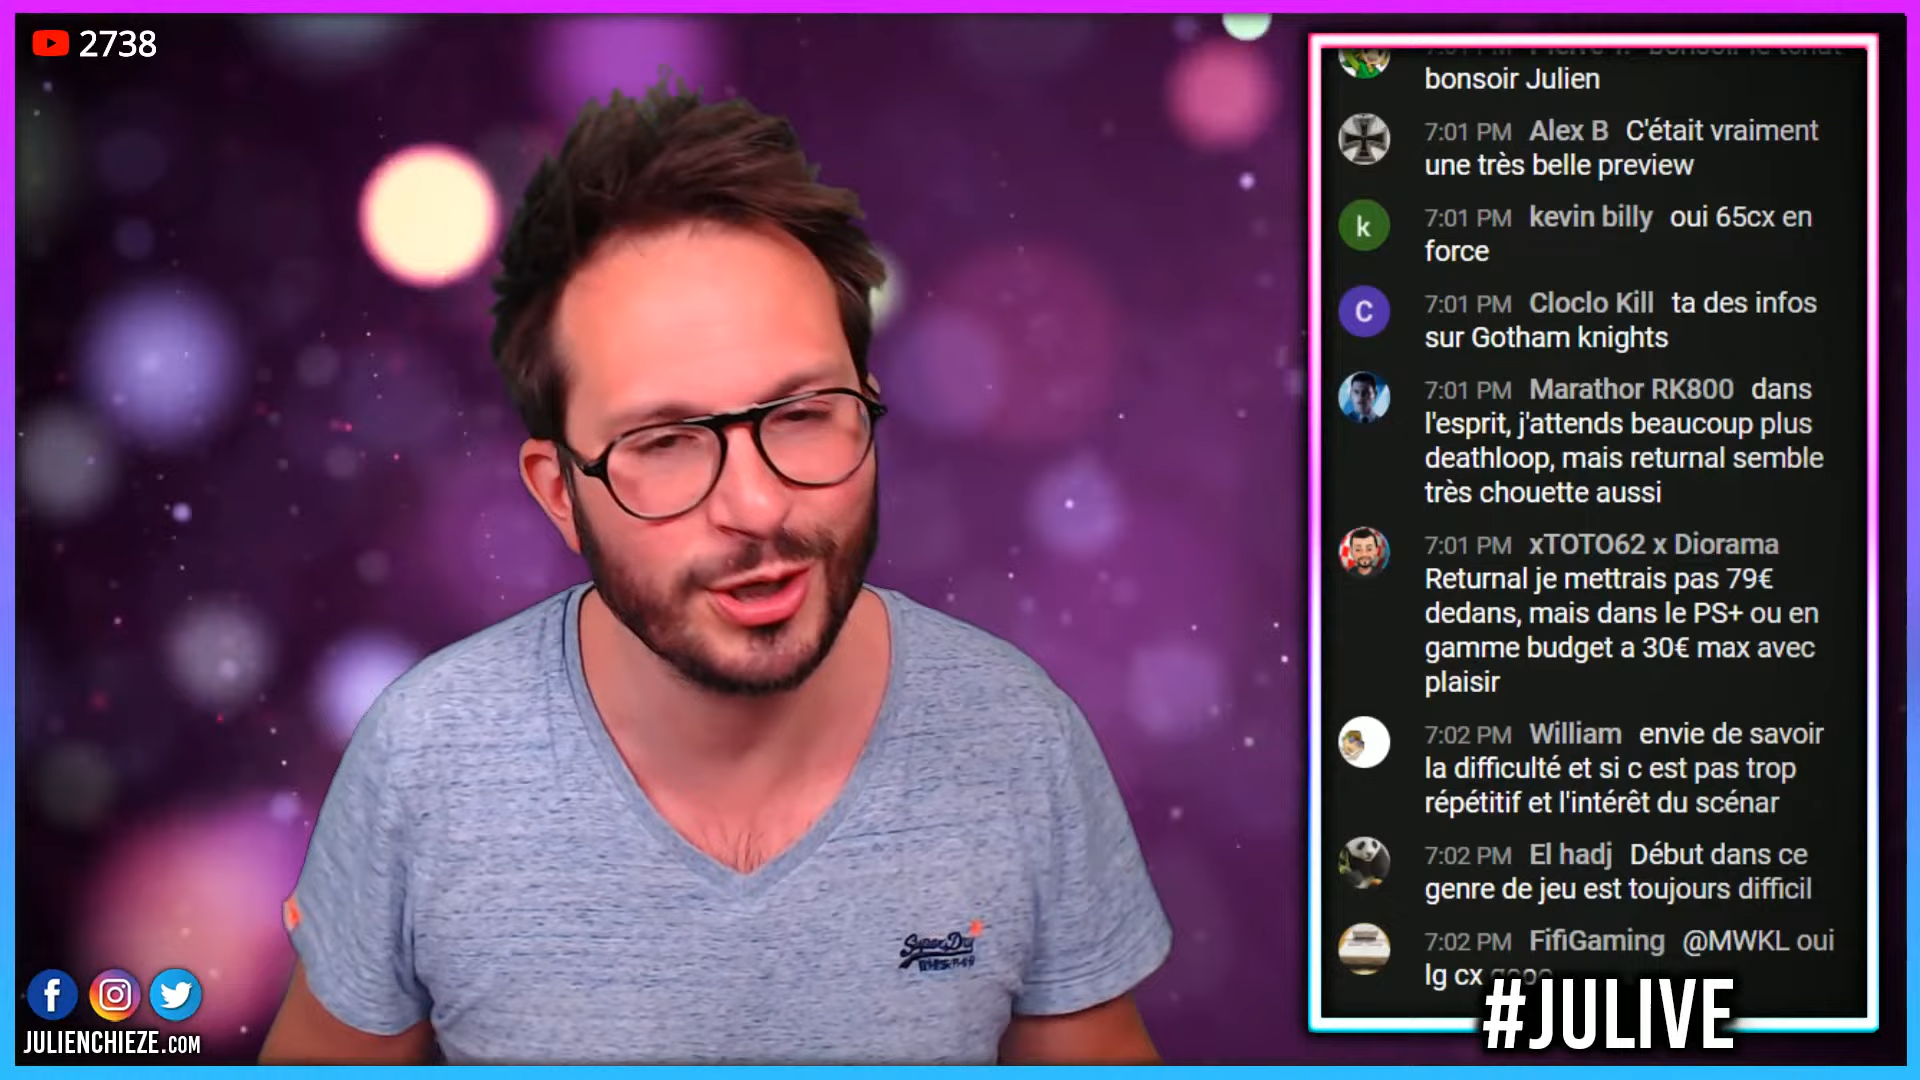 2738
bonsoir Julien
7:01 PM Alex B C'était vraiment
une très belle preview
k
7:01 PM kevin billy oui 65cx en
force
C
7:01 PM Cloclo Kill ta des infos
sur Gotham knights
7:01 PM Marathor RK800 dans
l'esprit, j'attends beaucoup plus
deathloop, mais returnal semble
très chouette aussi
7:01 PM xTOTO62 x Diorama
Returnal je mettrais pas 79€
dedans, mais dans le PS+ ou en
gamme budget a 30€ max avec
plaisir
7:02 PM William envie de savoir
la difficulté et si c est pas trop
répétitif et l'intérêt du scénar
7:02 PM El hadj Début dans ce
genre de jeu est toujours difficil
7:02 PM FifiGaming @MWKL oui
lg cx
#JULIVE
SuperDry
JULIENCHIEZE.COM